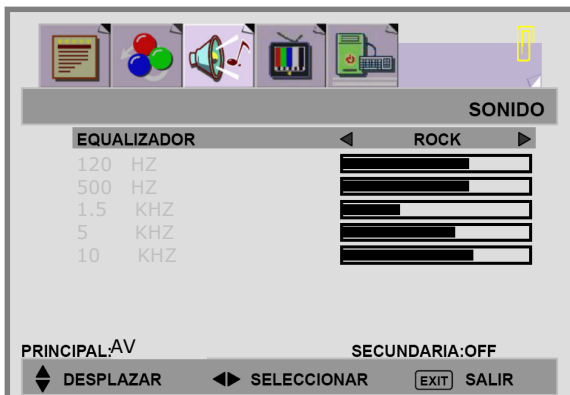 SONIDO
EQUALIZADOR ROCK
120 HZ
500 HZ
1.5 KHZ
5 KHZ
10 KHZ
PRINCIPAL:AV SECUNDARIA:OFF
DESPLAZAR SELECCIONAR EXIT SALIR